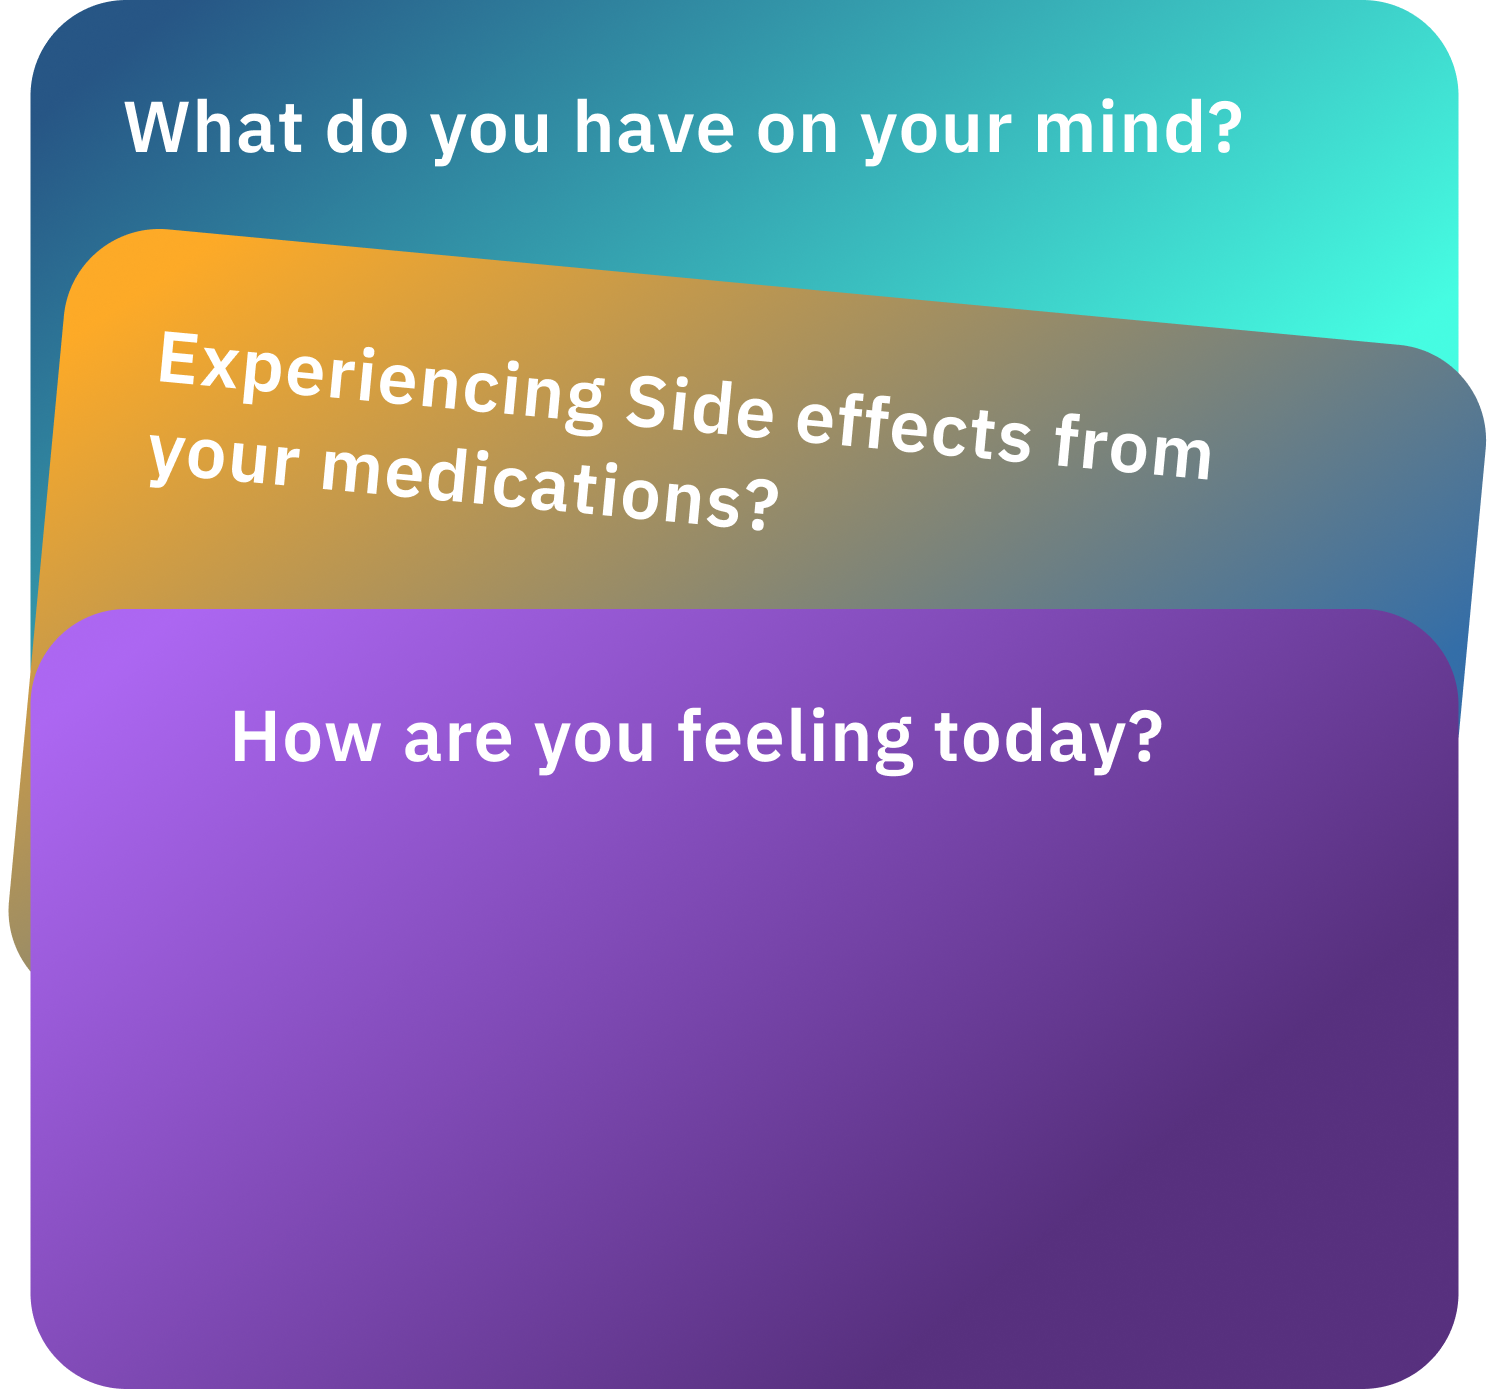 What do you have on your mind?
Experiencing Side effects from
your medications?
How are you feeling today?